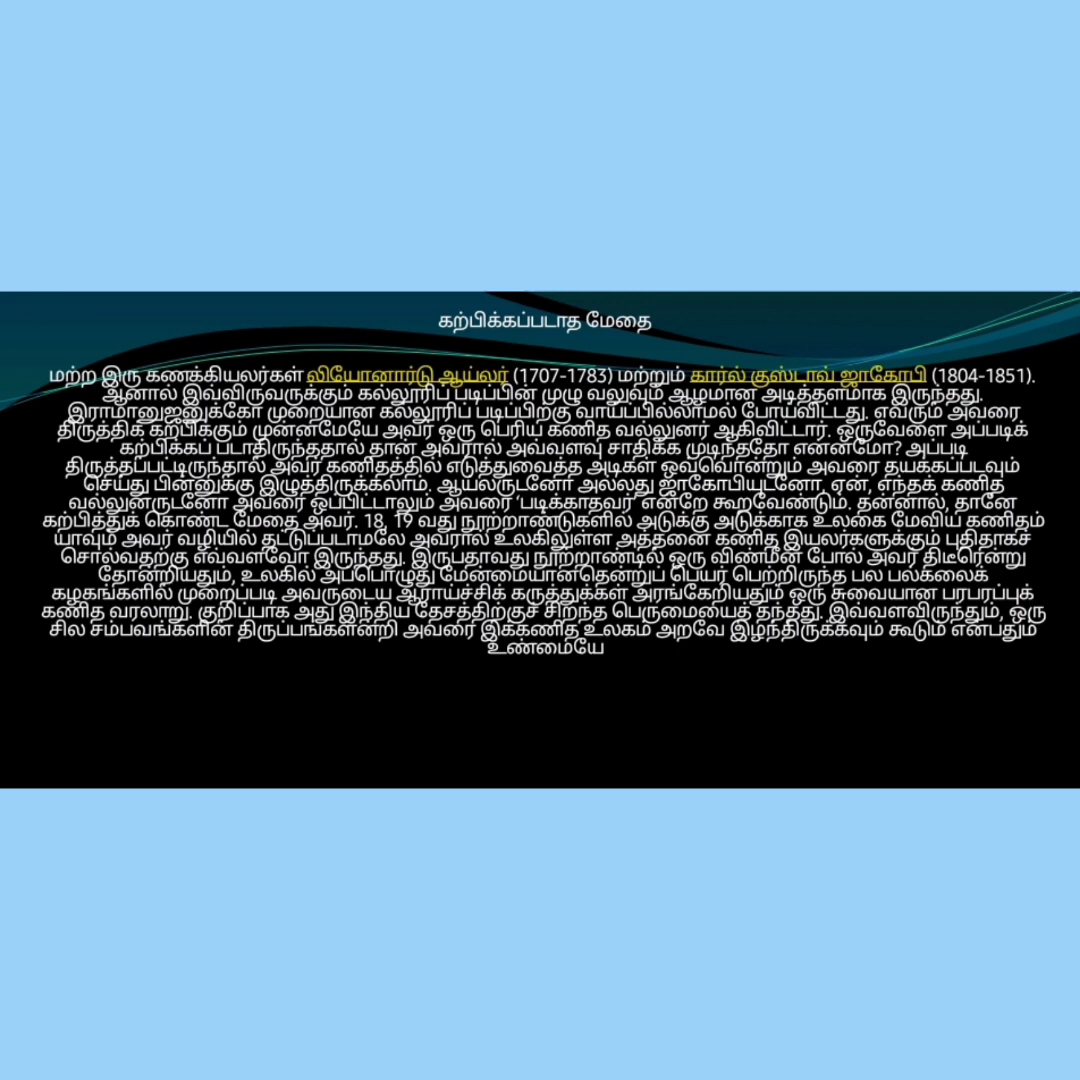 கற்பிக்கப்படாத மேதை
மற்ற இரு கணக்கியலர்கள் லியோனார்டு ஆய்லர் (1707-1783) மற்றும் கார்ல் குஸ்டாவ் ஜாகோபி (1804-1851).
ஆனால் இவ்விருவருக்கும் கல்லூரிப் படிப்பின் முழு வலுவும் ஆழமான அடித்தளமாக இருந்தது.
இராமானுஜனுக்கோ முறையான கல்லூரிப் படிப்பிற்கு வாய்ப்பில்லாமல் போய்விட்டது. எவரும் அவரை
திருத்திக் கற்பிக்கும் முன்னமேயே அவர் ஒரு பெரிய கணித வல்லுனர் ஆகிவிட்டார். ஒருவேளை அப்படிக்
கற்பிக்கப் படாதிருந்ததால் தான் அவரால் அவ்வளவு சாதிக்க முடிந்ததோ என்னமோ? அப்படி
திருத்தப்பட்டிருந்தால் அவர் கணிதத்தில் எடுத்துவைத்த அடிகள் ஒவ்வொன்றும் அவரை தயக்கப்படவும்
செய்து பின்னுக்கு இழுத்திருக்கலாம். ஆய்லருடனோ அல்லது ஜாகோபியுடனோ, ஏன், எந்தக் கணித
வல்லுனருடனோ அவரை ஒப்பிட்டாலும் அவரை 'படிக்காதவர்' என்றே கூறவேண்டும். தன்னால், தானே
கற்பித்துக் கொண்ட மேதை அவர். 18, 19 வது நூற்றாண்டுகளில் அடுக்கு அடுக்காக உலகை மேவிய கணிதம்
யாவும் அவர் வழியில் தட்டுப்படாமலே அவரால் உலகிலுள்ள அத்தனை கணித இயலர்களுக்கும் புதிதாகச்
சொல்வதற்கு எவ்வளவோ இருந்தது. இருபதாவது நூற்றாண்டில் ஒரு விண்மீன் போல் அவர் திடீரென்று
தோன்றியதும், உலகில் அப்பொழுது மேன்மையானதென்றுப் பெயர் பெற்றிருந்த பல பல்கலைக்
கழகங்களில் முறைப்படி அவருடைய ஆராய்ச்சிக் கருத்துக்கள் அரங்கேறியதும் ஒரு சுவையான பரபரப்புக்
கணித வரலாறு. குறிப்பாக அது இந்திய தேசத்திற்குச் சிறந்த பெருமையைத் தந்தது. இவ்வளவிருந்தும், ஒரு
சில சம்பவங்களின் திருப்பங்களன்றி அவரை இக்கணித உலகம் அறவே இழந்திருக்கவும் கூடும் என்பதும்
உண்மையே